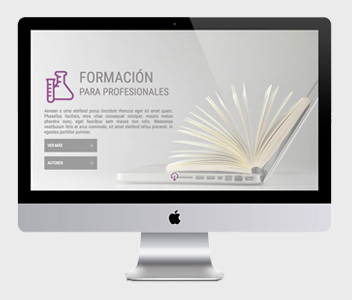 FORMACIÓN
PARA PROFESIONALES
Aenean a urna eleifend purus tincidunt rhoncus eget sit amet quam.
Phasellus facilisis, eros vitae consequat volutpat, mauris metus
pharetra nunc, eget faucibus sem massa non odio. Maecenas
vestibulum felis et arcu commodo, sit amet eleifend tellus placerat. In
egestas porttitor pulvinar.
VER MÁS
AUTORES